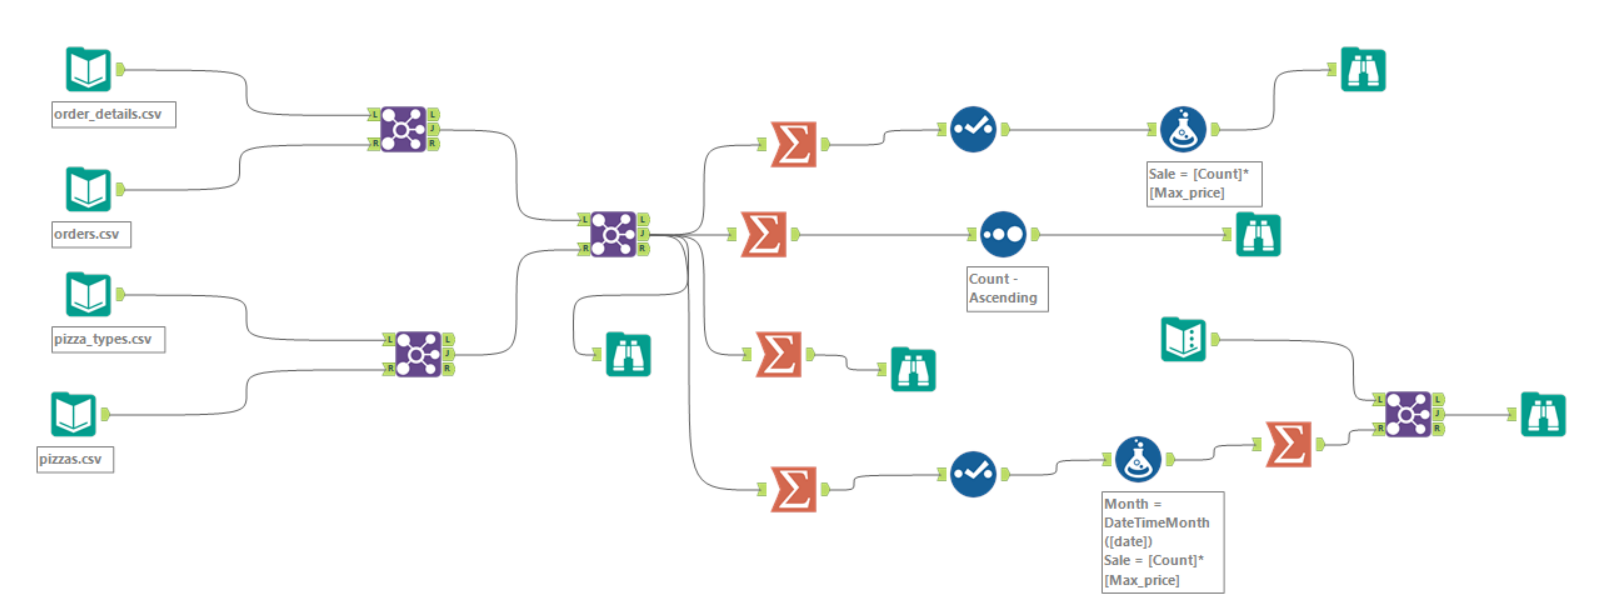 order_details.csv
L
L
J
R
R
orders.csv
pizza_types.csv
L
L
J
R
R
pizzas.csv
L
L
J
R
R
Sale = [Count]*
[Max_price]
Count -
Ascending
L
L
J
R
R
Month =
DateTimeMonth
([date])
Sale = [Count]*
[Max_price]